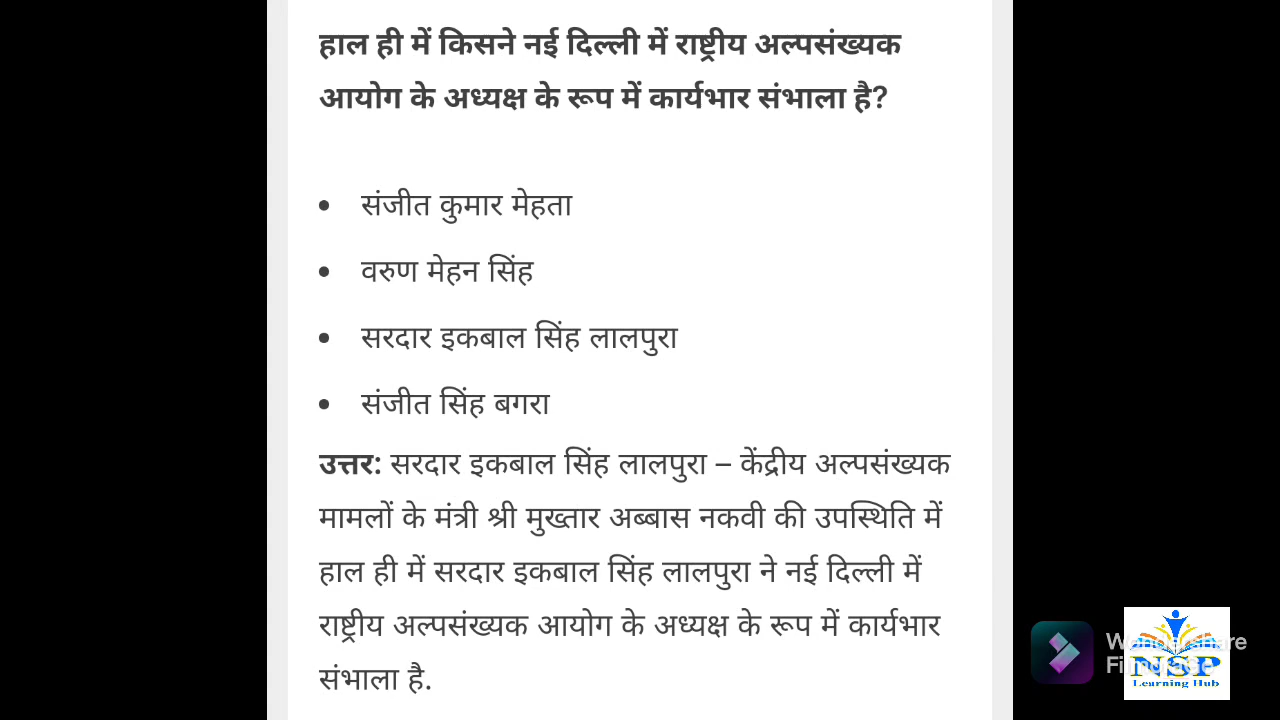 हाल ही में किसने नई दिल्ली में राष्ट्रीय अल्पसंख्यक
आयोग के अध्यक्ष के रूप में कार्यभार संभाला है?
• संजीत कुमार मेहता
• वरुण मेहन सिंह
• सरदार इकबाल सिंह लालपुरा
• संजीत सिंह बगरा
उत्तर: सरदार इकबाल सिंह लालपुरा – केंद्रीय अल्पसंख्यक
मामलों के मंत्री श्री मुख्तार अब्बास नकवी की उपस्थिति में
हाल ही में सरदार इकबाल सिंह लालपुरा ने नई दिल्ली में
राष्ट्रीय अल्पसंख्यक आयोग के अध्यक्ष के रूप में कार्यभार
संभाला है.
Wondershare
NSP
Learning Hub